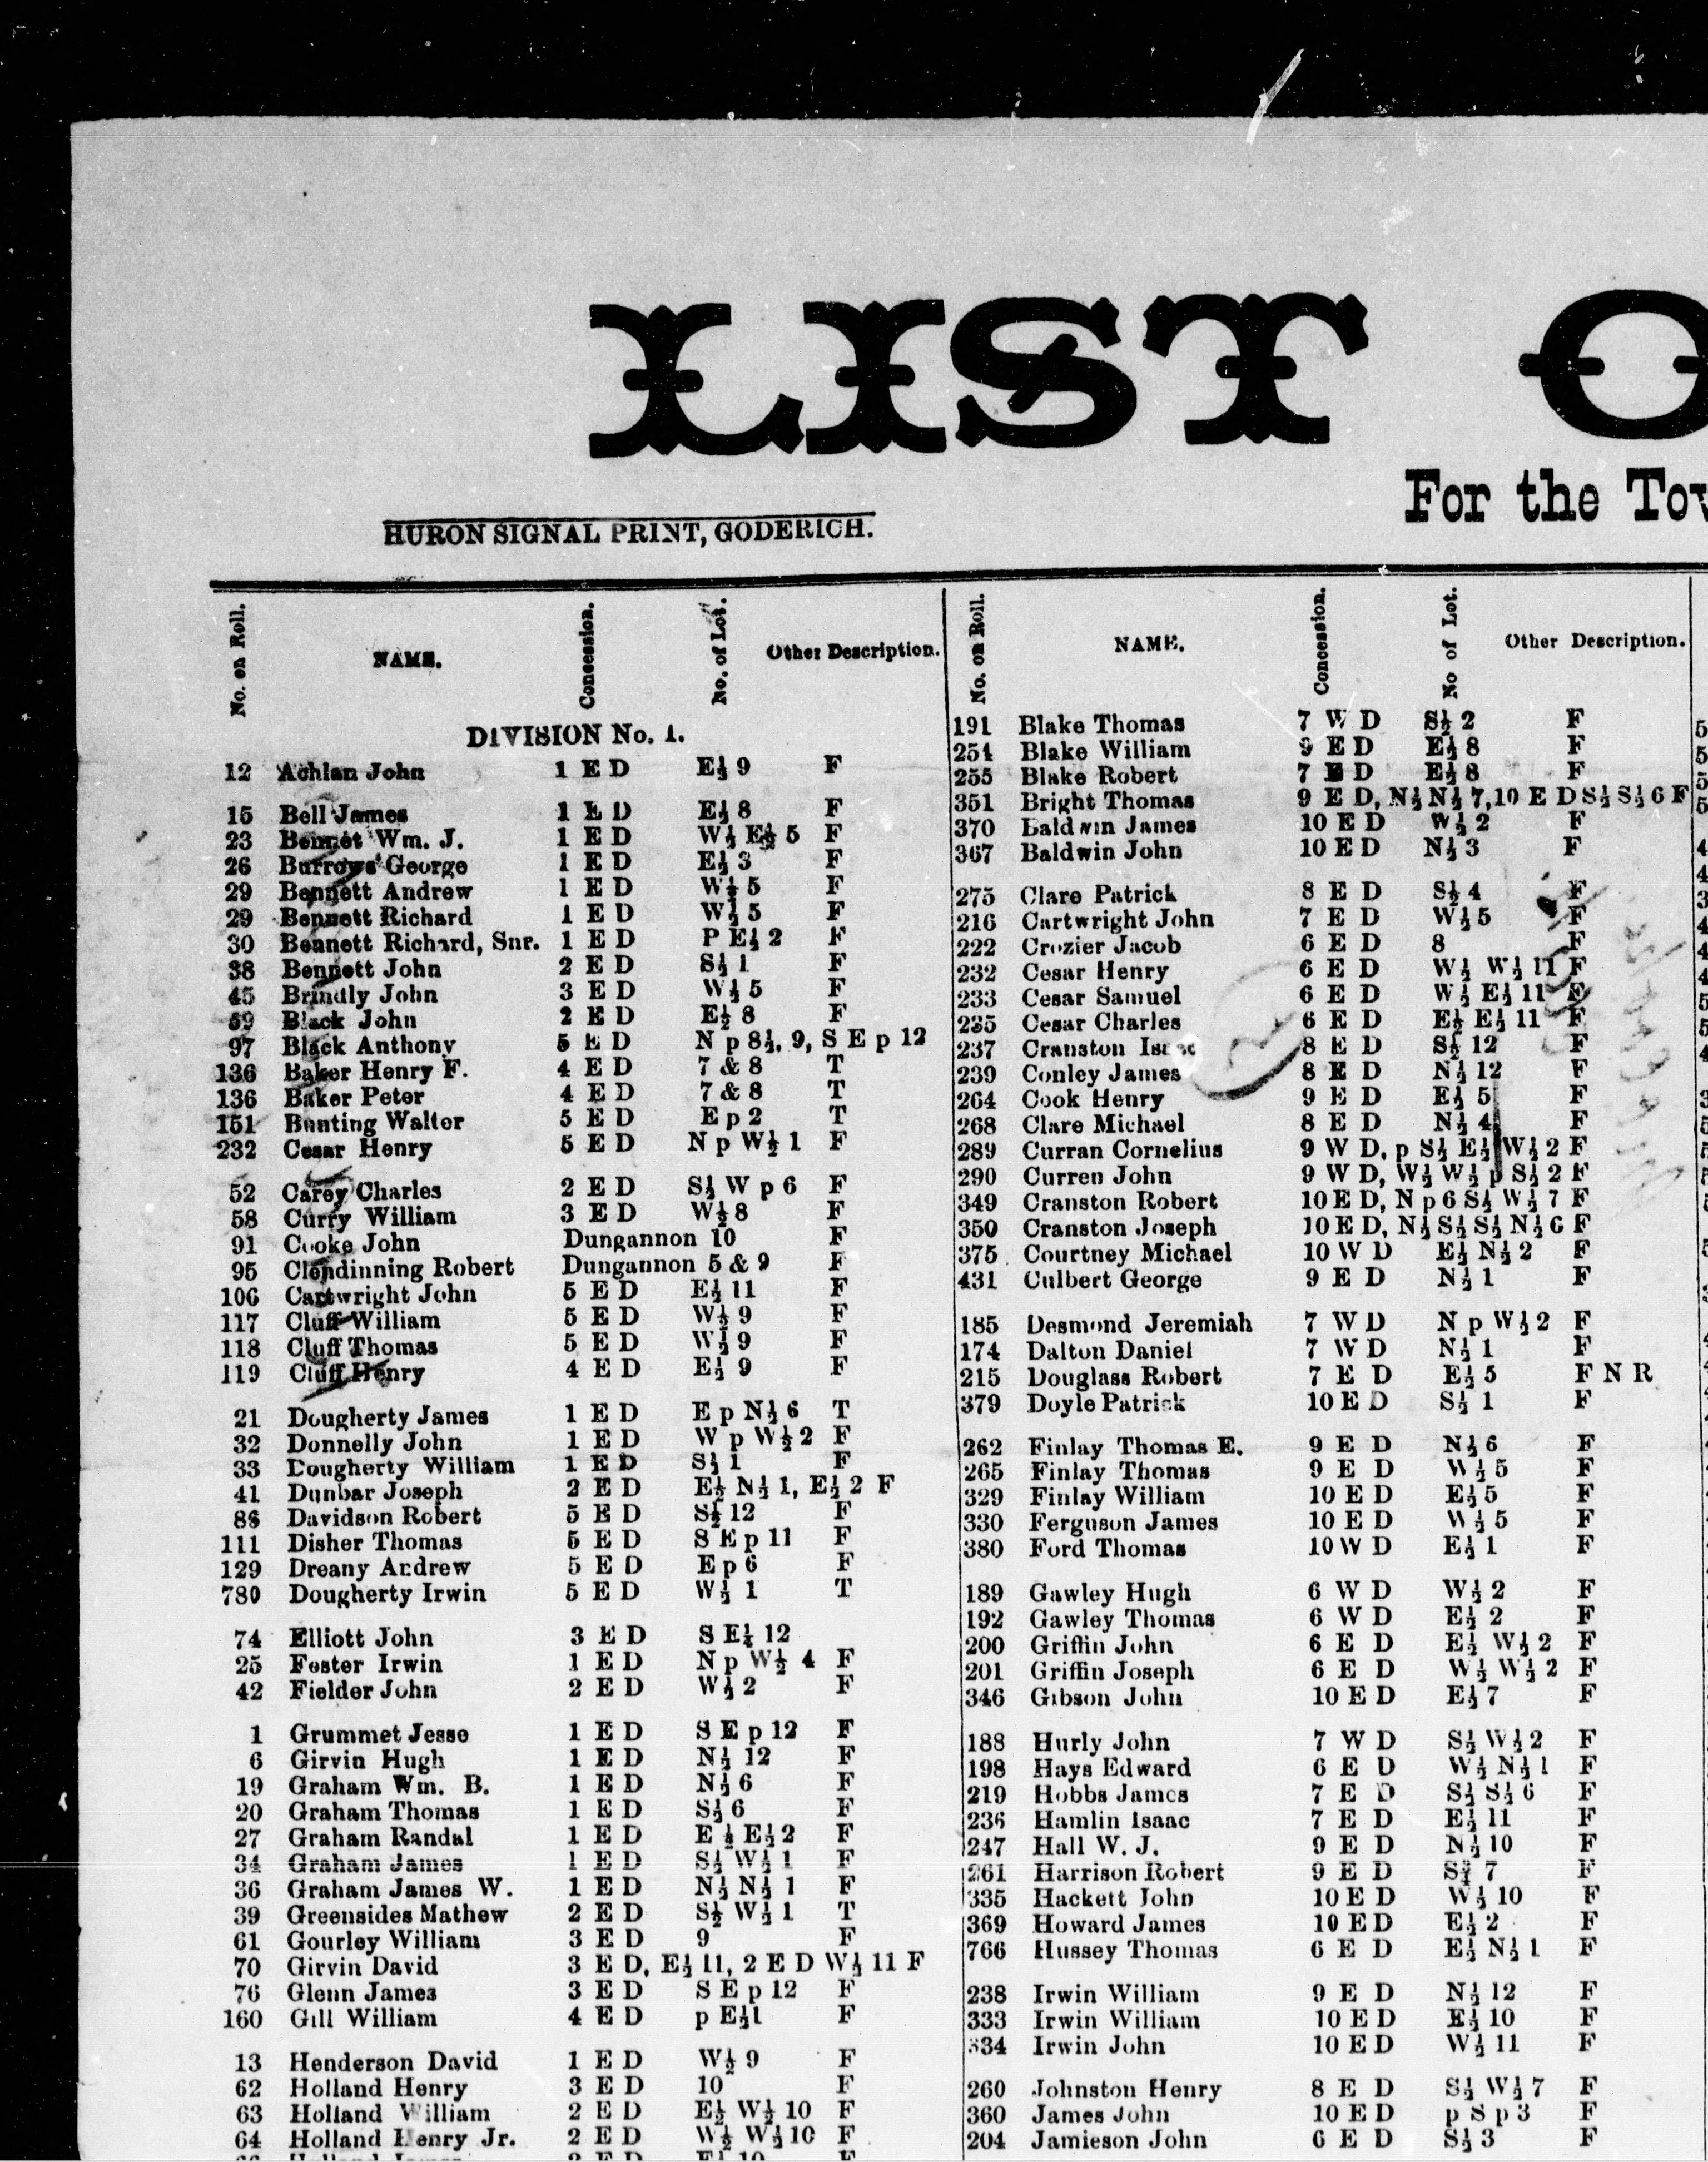 LIST O
For the Tow
HURON SIGNAL PRINT, GODERICH.
No. on Roll. NAME. Concession. No. of Lot. Other Description.
DIVISION No. 1.
12 Achlan John 1 E D E½ 9 F
15 Bell James 1 E D E½ 8 F
23 Bennet Wm. J. 1 E D W½ E½ 5 F
26 Burrows George 1 E D E½ 3 F
29 Bennett Andrew 1 E D W½ 5 F
29 Bennett Richard 1 E D W½ 5 F
30 Bennett Richard, Snr. 1 E D P E½ 2 F
38 Bennett John 2 E D S½ 1 F
45 Brindly John 3 E D W½ 5 F
59 Black John 2 E D E½ 8 F
97 Black Anthony 5 E D N p 8½, 9, S E p 12
136 Baker Henry F. 4 E D 7 & 8 T
136 Baker Peter 4 E D 7 & 8 T
151 Bunting Walter 5 E D E p 2 T
232 Cesar Henry 5 E D N p W½ 1 F
52 Carey Charles 2 E D S½ W p 6 F
58 Curry William 3 E D W½ 8 F
91 Cooke John Dungannon 10 F
95 Clendinning Robert Dungannon 5 & 9 F
106 Cartwright John 5 E D E½ 11 F
117 Cluff William 5 E D W½ 9 F
118 Cluff Thomas 5 E D W½ 9 F
119 Cluff Henry 4 E D E½ 9 F
21 Dougherty James 1 E D E p N½ 6 T
32 Donnelly John 1 E D W p W½ 2 F
33 Dougherty William 1 E D S½ 1 F
41 Dunbar Joseph 2 E D E½ N½ 1, E½ 2 F
86 Davidson Robert 5 E D S½ 12 F
111 Disher Thomas 5 E D S E p 11 F
129 Dreany Andrew 5 E D E p 6 F
780 Dougherty Irwin 5 E D W½ 1 T
74 Elliott John 3 E D S E¼ 12
25 Foster Irwin 1 E D N p W½ 4 F
42 Fielder John 2 E D W½ 2 F
1 Grummet Jesse 1 E D S E p 12 F
6 Girvin Hugh 1 E D N½ 12 F
19 Graham Wm. B. 1 E D N½ 6 F
20 Graham Thomas 1 E D S½ 6 F
27 Graham Randal 1 E D E ½ E½ 2 F
34 Graham James 1 E D S½ W½ 1 F
36 Graham James W. 1 E D N½ N½ 1 F
39 Greensides Mathew 2 E D S½ W½ 1 T
61 Gourley William 3 E D 9 F
70 Girvin David 3 E D, E½ 11, 2 E D W½ 11 F
76 Glenn James 3 E D S E p 12 F
160 Gill William 4 E D p E½1 F
13 Henderson David 1 E D W½ 9 F
62 Holland Henry 3 E D 10 F
63 Holland William 2 E D E½ W½ 10 F
64 Holland Henry Jr. 2 E D W½ W½ 10 F
No. on Roll. NAME. Concession. No of Lot. Other Description.
191 Blake Thomas 7 W D S½ 2 F
254 Blake William 9 E D E½ 8 F
255 Blake Robert 7 E D E½ 8 F
351 Bright Thomas 9 E D, N½ N½ 7, 10 E D S½ S½ 6 F
370 Baldwin James 10 E D W½ 2 F
367 Baldwin John 10 E D N½ 3 F
275 Clare Patrick 8 E D S½ 4 F
216 Cartwright John 7 E D W½ 5 F
222 Crozier Jacob 6 E D 8 F
232 Cesar Henry 6 E D W½ W½ 11 F
233 Cesar Samuel 6 E D W½ E½ 11 F
235 Cesar Charles 6 E D E½ E½ 11 F
237 Cranston 8 E D S½ 12 F
239 Conley James 8 E D N½ 12 F
264 Cook Henry 9 E D E½ 5 F
268 Clare Michael 8 E D N½ 4 F
289 Curran Cornelius 9 W D, p S½ E½ W½ 2 F
290 Curren John 9 W D, W½ W½ p S½ 2 F
349 Cranston Robert 10 E D, N p 6 S½ W½ 7 F
350 Cranston Joseph 10 E D, N½ S½ S½ N½ 6 F
375 Courtney Michael 10 W D E½ N½ 2 F
431 Culbert George 9 E D N½ 1 F
185 Desmond Jeremiah 7 W D N p W½ 2 F
174 Dalton Daniel 7 W D N½ 1 F
215 Douglass Robert 7 E D E½ 5 F N R
379 Doyle Patrick 10 E D S½ 1 F
262 Finlay Thomas E. 9 E D N½ 6 F
265 Finlay Thomas 9 E D W½ 5 F
329 Finlay William 10 E D E½ 5 F
330 Ferguson James 10 E D W½ 5 F
380 Ford Thomas 10 W D E½ 1 F
189 Gawley Hugh 6 W D W½ 2 F
192 Gawley Thomas 6 W D E½ 2 F
200 Griffin John 6 E D E½ W½ 2 F
201 Griffin Joseph 6 E D W½ W½ 2 F
346 Gibson John 10 E D E½ 7 F
188 Hurly John 7 W D S½ W½ 2 F
198 Hays Edward 6 E D W½ N½ 1 F
219 Hobbs James 7 E D S½ S½ 6 F
236 Hamlin Isaac 7 E D E½ 11 F
247 Hall W. J. 9 E D N½ 10 F
261 Harrison Robert 9 E D S¾ 7 F
335 Hackett John 10 E D W½ 10 F
369 Howard James 10 E D E½ 2 F
766 Hussey Thomas 6 E D E½ N½ 1 F
238 Irwin William 9 E D N½ 12 F
333 Irwin William 10 E D E½ 10 F
334 Irwin John 10 E D W½ 11 F
260 Johnston Henry 8 E D S½ W½ 7 F
360 James John 10 E D p S p 3 F
204 Jamieson John 6 E D S½ 3 F